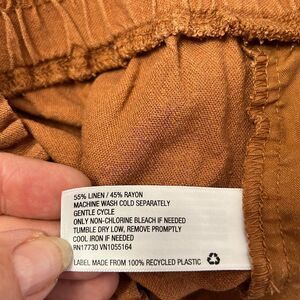 55% LINEN / 45% RAYON
MACHINE WASH COLD SEPARATELY
GENTLE CYCLE
ONLY NON-CHLORINE BLEACH IF NEEDED
TUMBLE DRY LOW, REMOVE PROMPTLY
COOL IRON IF NEEDED
RN17730 VN1055164
LABEL MADE FROM 100% RECYCLED PLASTIC